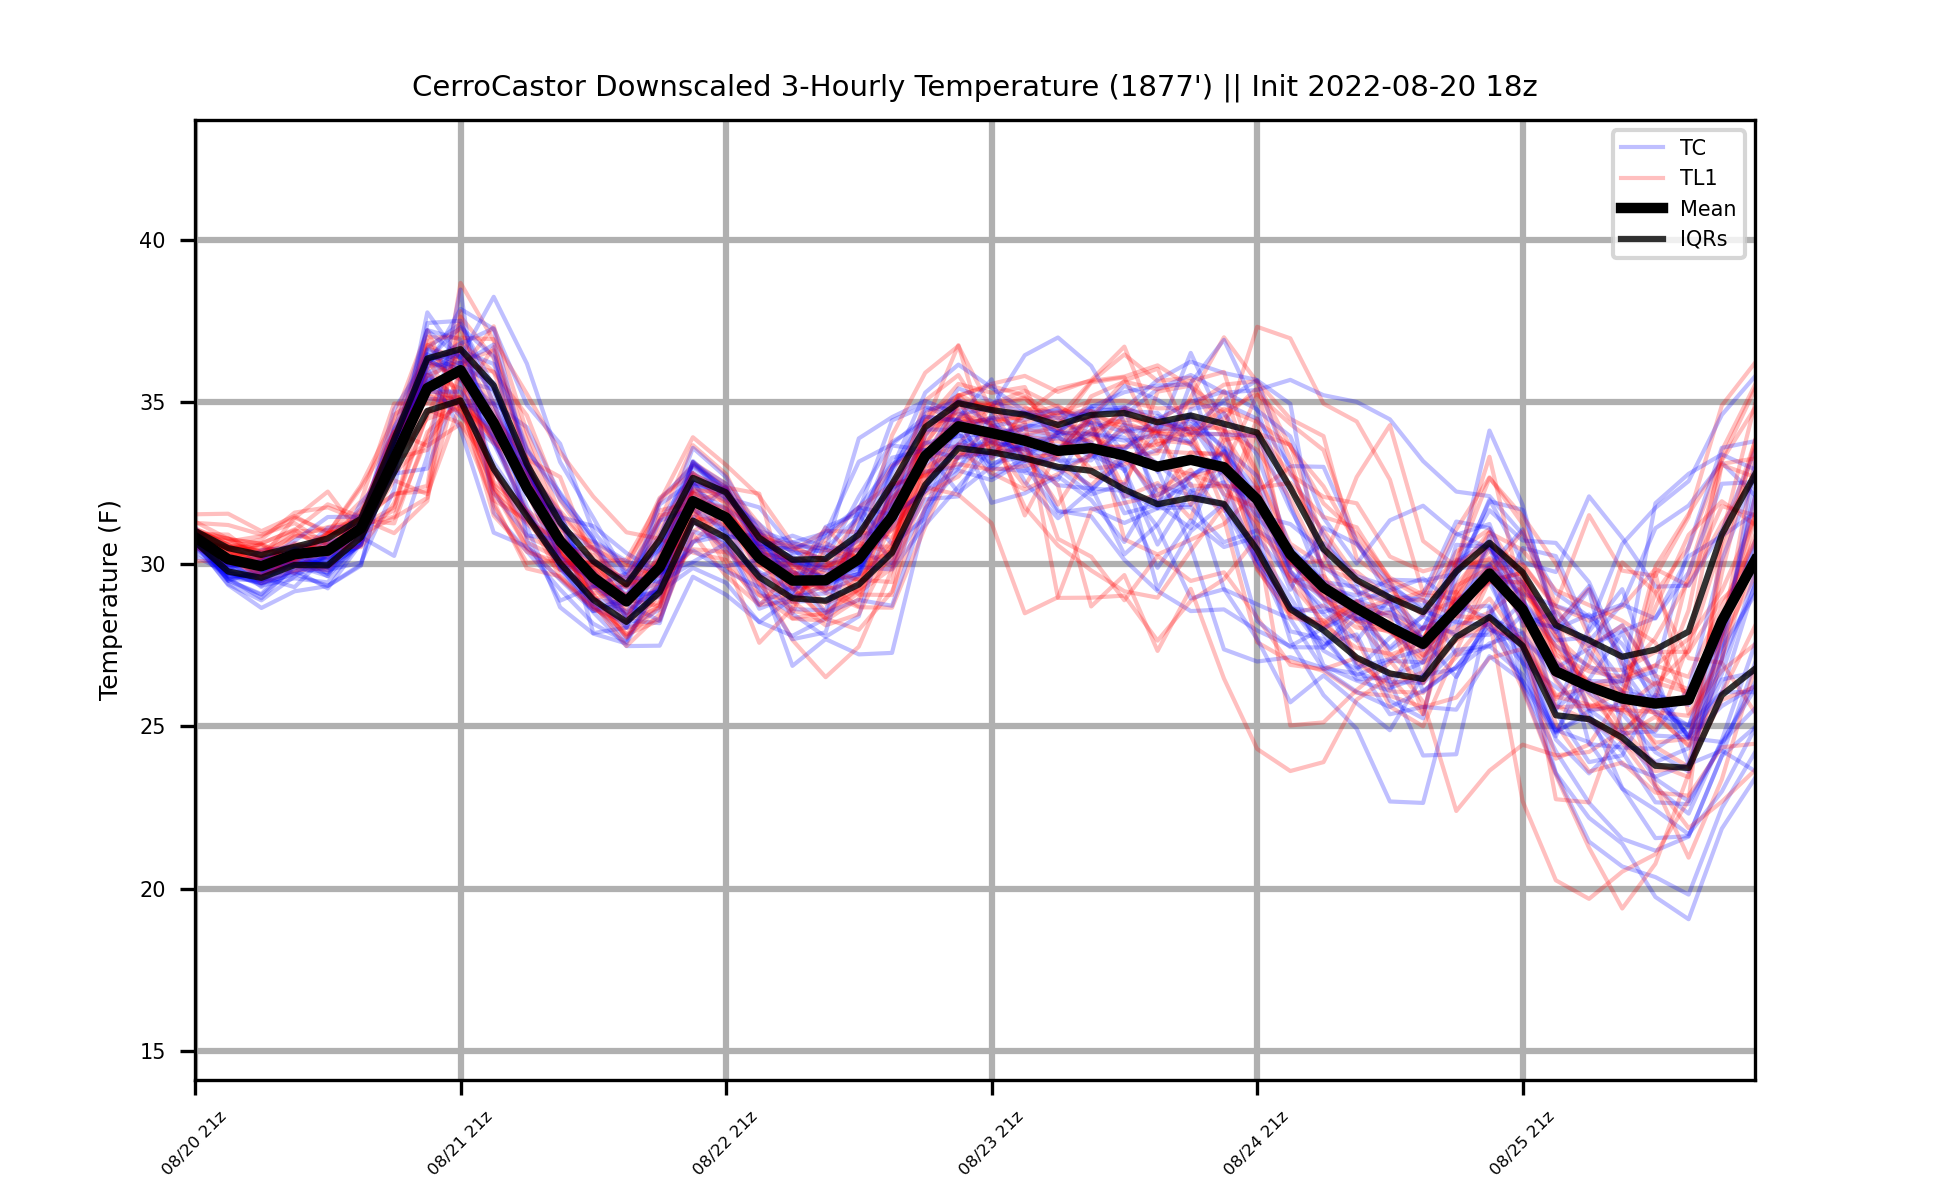 CerroCastor Downscaled 3-Hourly Temperature (1877') || Init 2022-08-20 18z
TC
TL1
Mean
IQRs
Temperature (F)
40
35
30
25
20
15
08/20 21z
08/21 21z
08/22 21z
08/23 21z
08/24 21z
08/25 21z